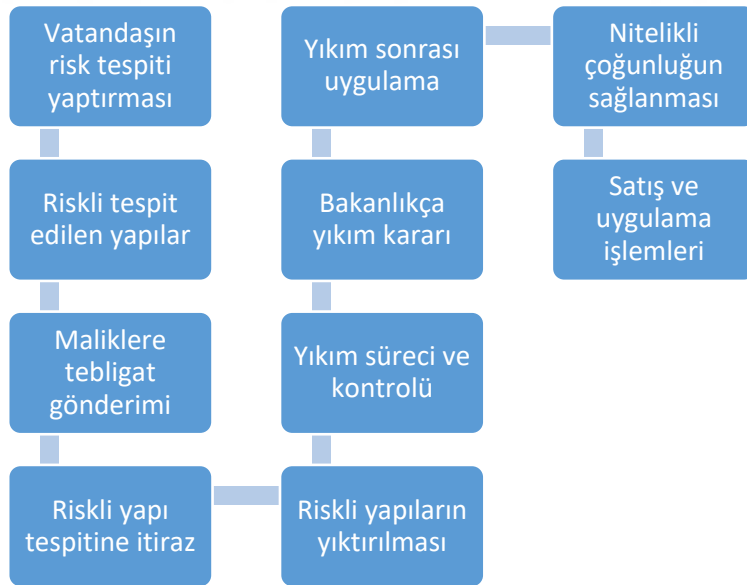 Vatandaşın
risk tespiti
yaptırması
Riskli tespit
edilen yapılar
Maliklere
tebligat
gönderimi
Riskli yapı
tespitine itiraz
Riskli yapıların
yıktırılması
Yıkım süreci ve
kontrolü
Bakanlıkça
yıkım kararı
Yıkım sonrası
uygulama
Nitelikli
çoğunluğun
sağlanması
Satış ve
uygulama
işlemleri